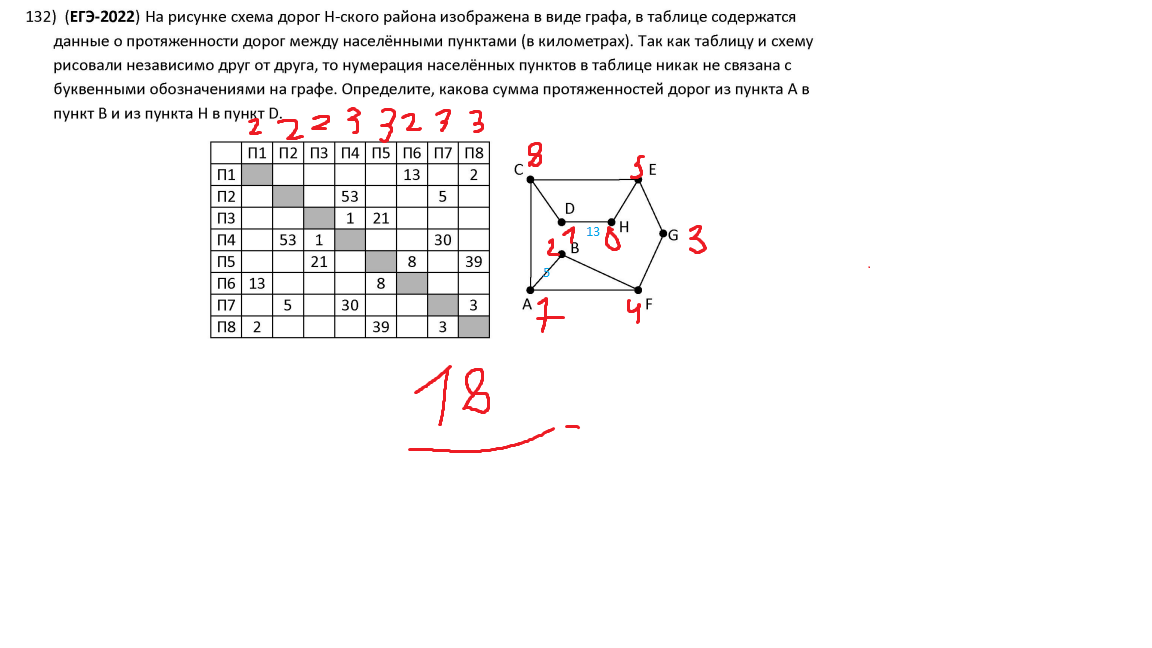 132) (ЕГЭ-2022) На рисунке схема дорог Н-ского района изображена в виде графа, в таблице содержатся
данные о протяженности дорог между населёнными пунктами (в километрах). Так как таблицу и схему
рисовали независимо друг от друга, то нумерация населённых пунктов в таблице никак не связана с
буквенными обозначениями на графе. Определите, какова сумма протяженностей дорог из пункта А в
пункт В и из пункта Н в пункт D.
2 2 2 3 3 2 3 3
П1 П2 П3 П4 П5 П6 П7 П8
П1 13 2
П2 53 5
П3 1 21
П4 53 1 30
П5 21 8 39
П6 13 8
П7 5 30 3
П8 2 39 3
8 5
C E
D
H
1 13 6
G 3
2 B
5
A F
7 4
18